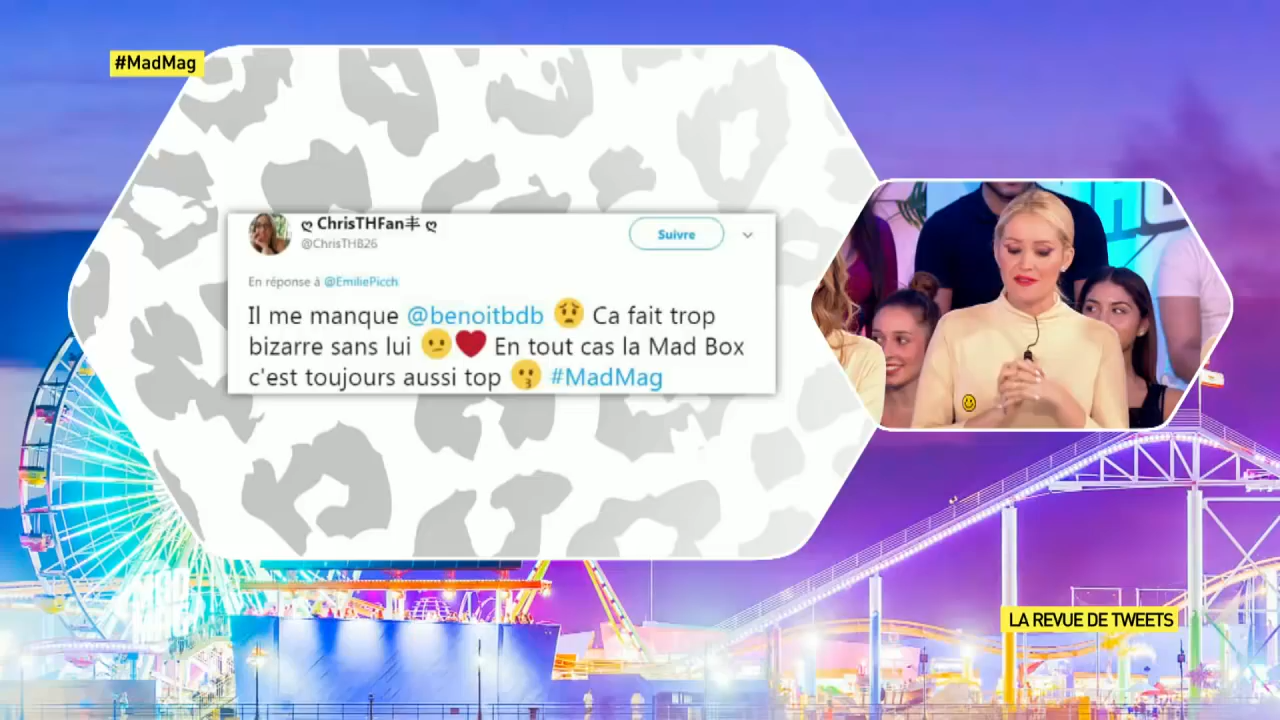 #MadMag
ღ ChrisTHFan丰 ღ
@ChrisTHB26
Suivre
En réponse à @EmiliePicch
Il me manque @benoitbdb 😟 Ca fait trop
bizarre sans lui 😕❤️ En tout cas la Mad Box
c'est toujours aussi top 😗 #MadMag
LA REVUE DE TWEETS